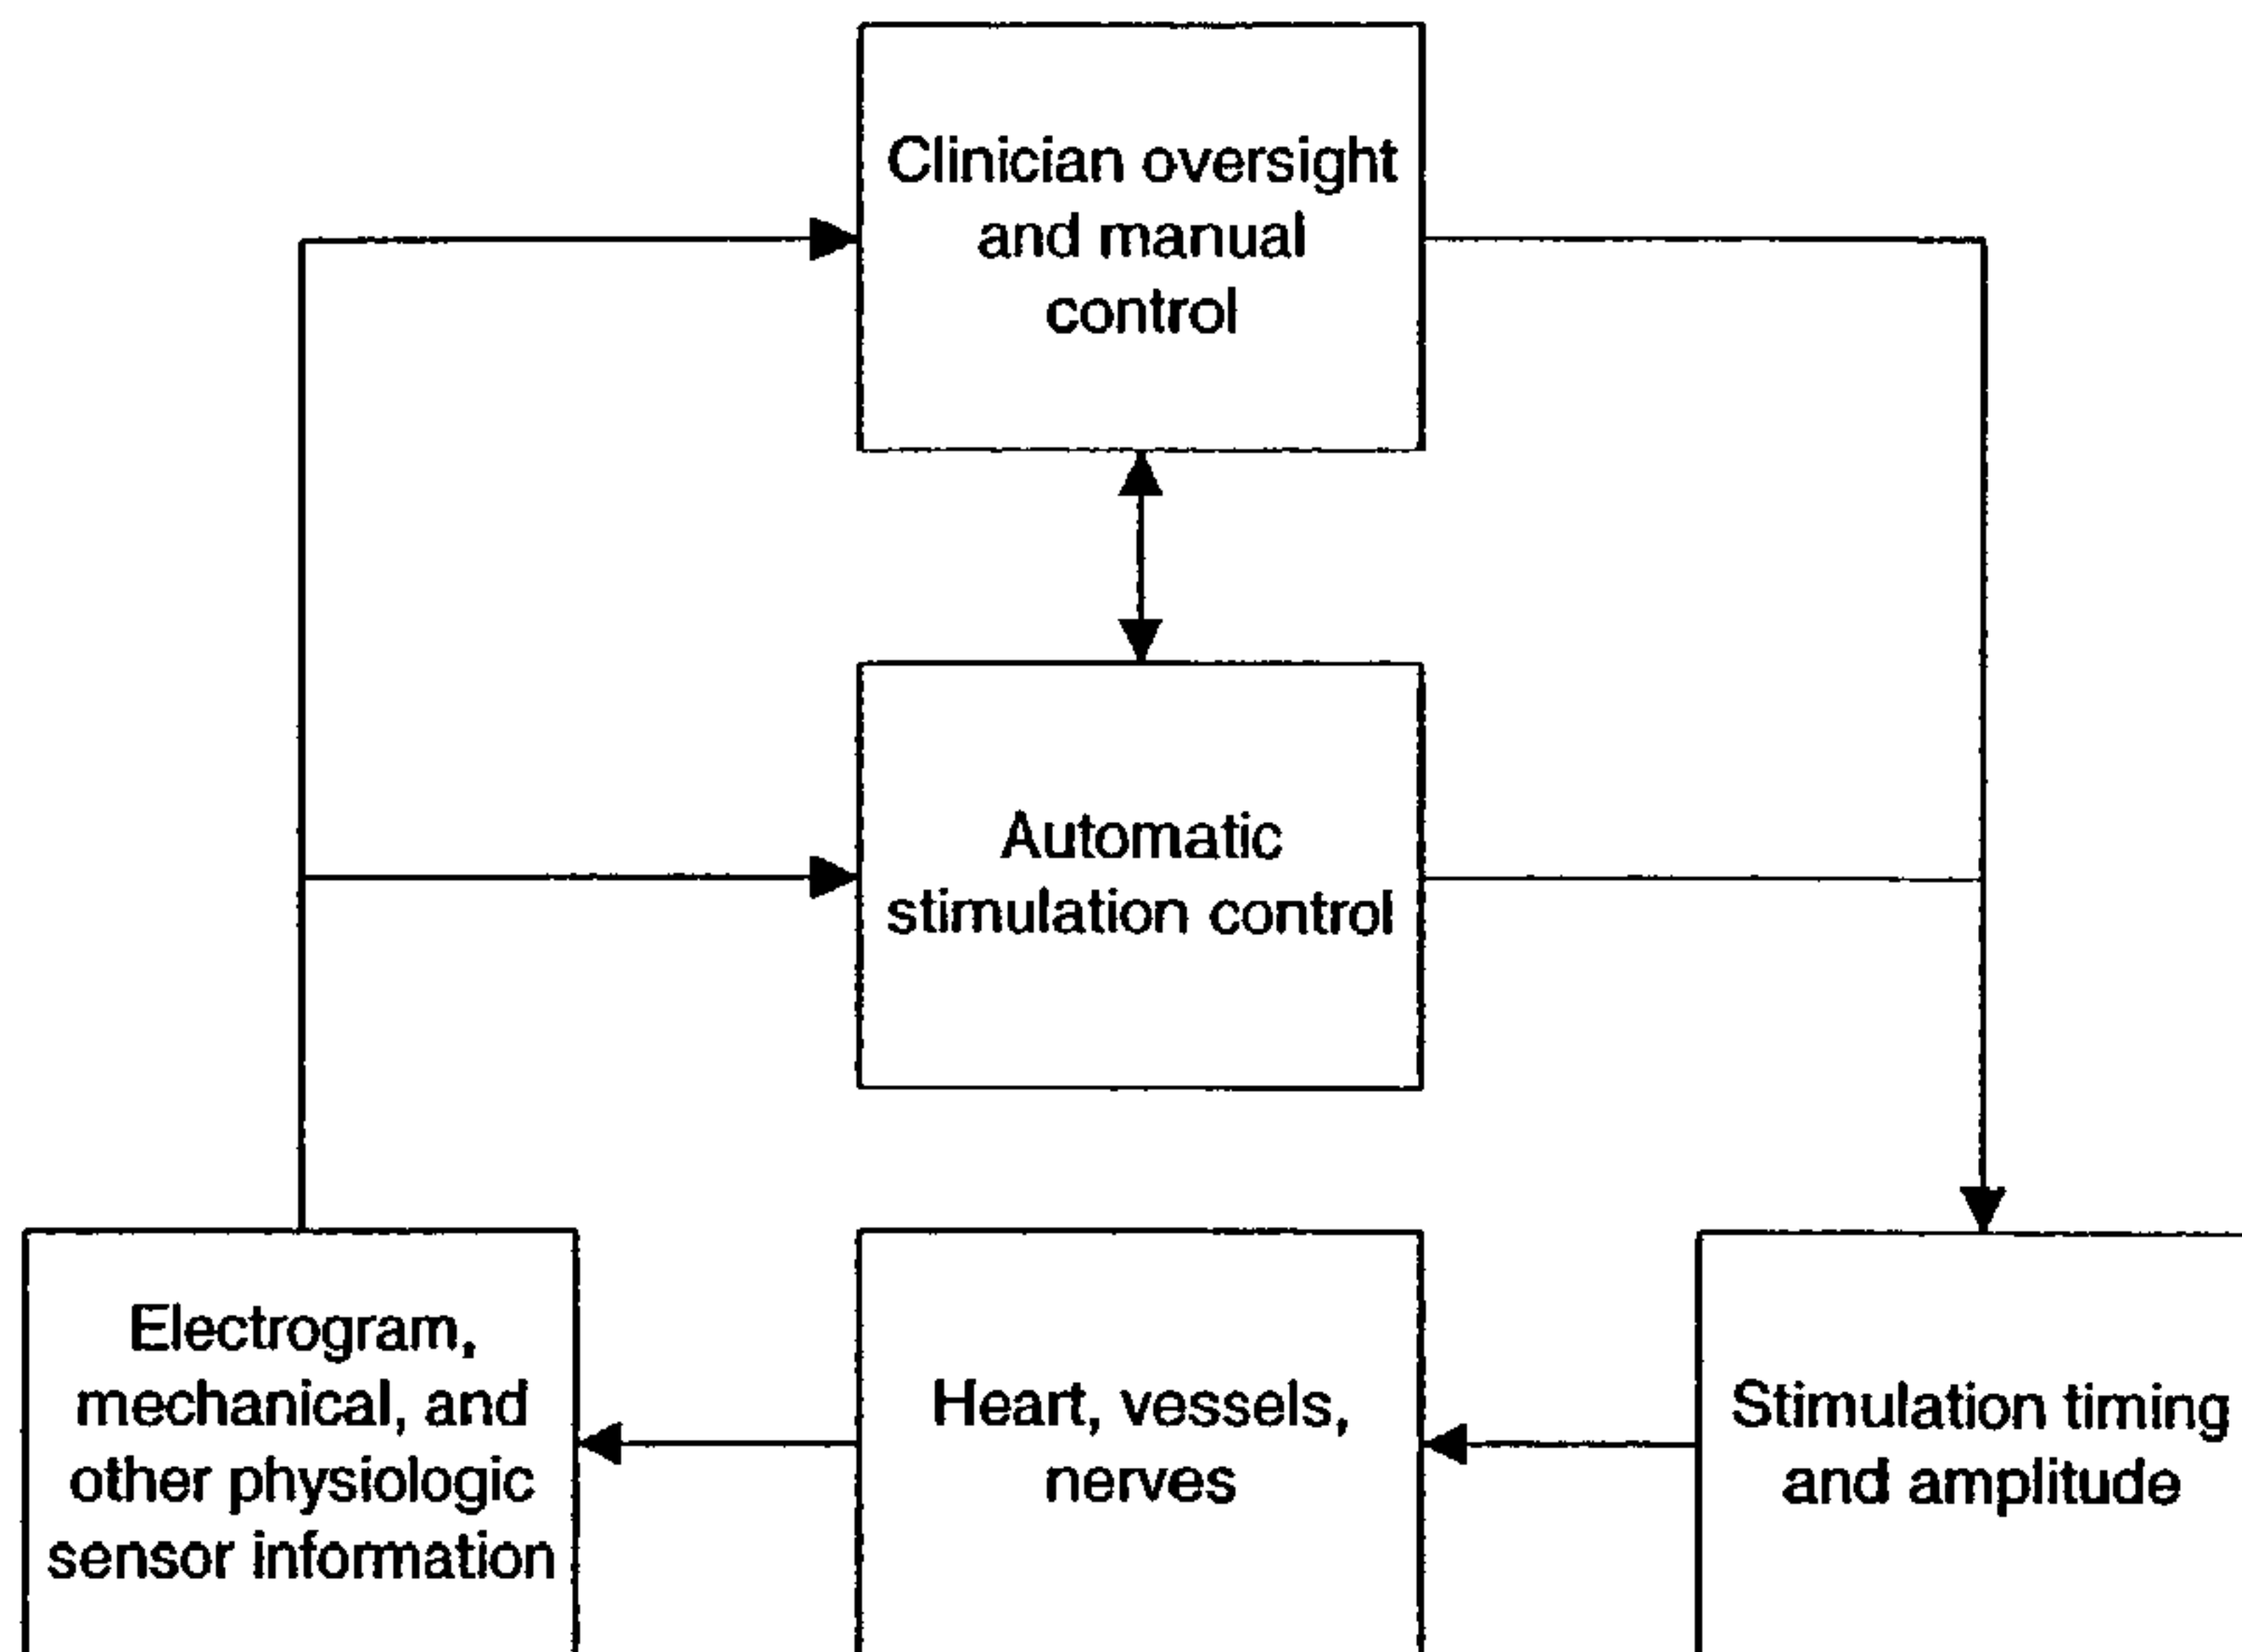 Clinician oversight
and manual
control
Automatic
stimulation control
Electrogram,
mechanical, and
other physiologic
sensor information
Heart, vessels,
nerves
Stimulation timing
and amplitude